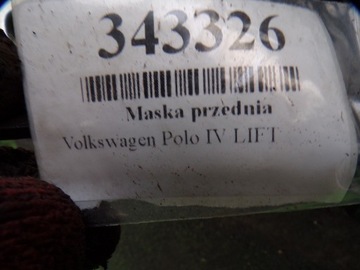 343326
Maska przednia
Volkswagen Polo IV LIFT